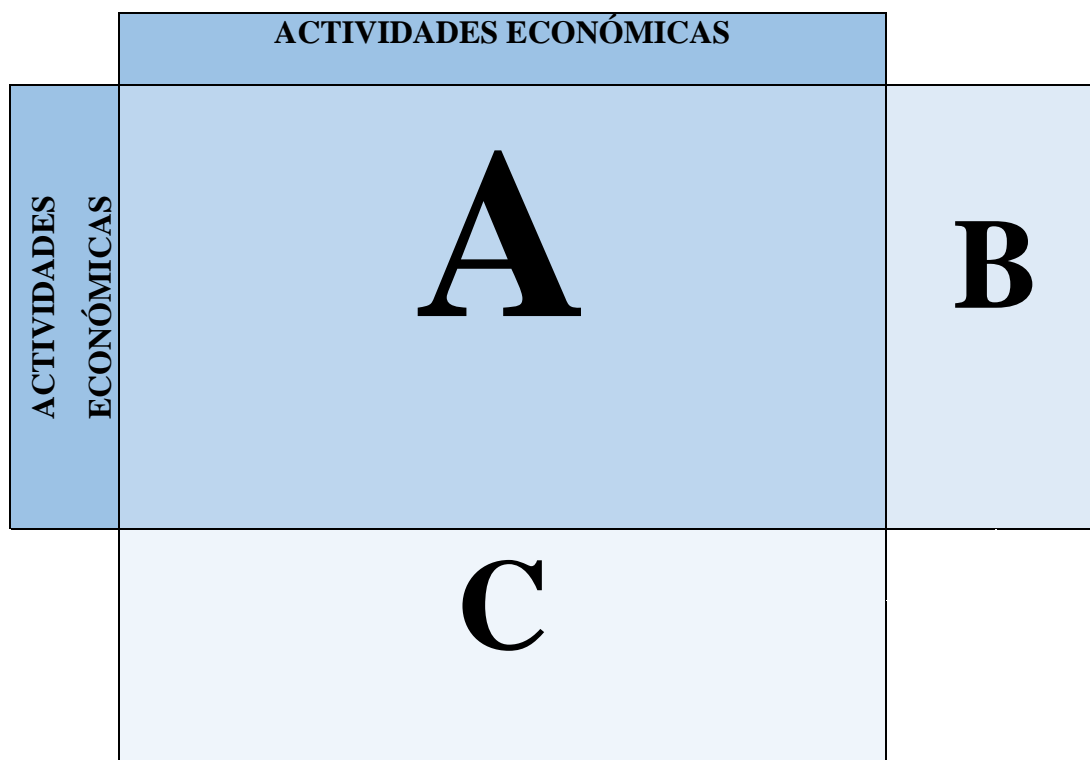 ACTIVIDADES ECONÓMICAS
ACTIVIDADES
ECONÓMICAS
A
B
C